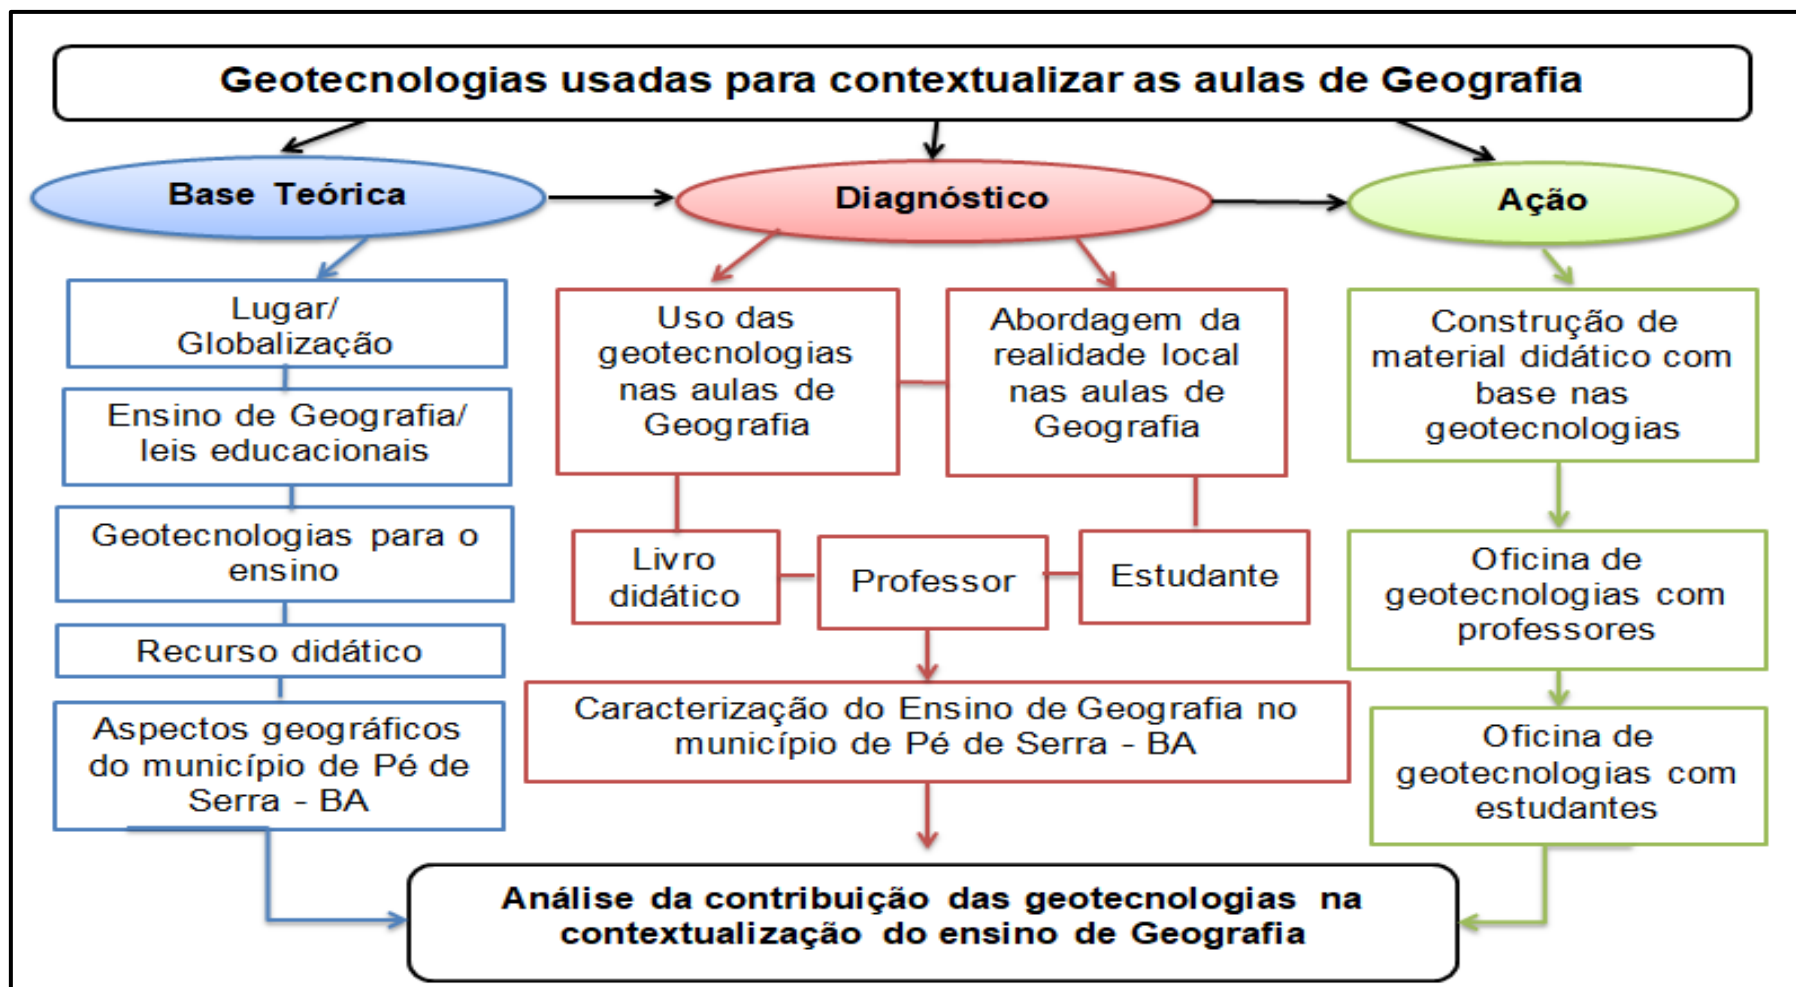 Geotecnologias usadas para contextualizar as aulas de Geografia
Base Teórica
Diagnóstico
Ação
Lugar/
Globalização
Ensino de Geografia/
leis educacionais
Geotecnologias para o
ensino
Recurso didático
Aspectos geográficos
do município de Pé de
Serra - BA
Uso das
geotecnologias
nas aulas de
Geografia
Abordagem da
realidade local
nas aulas de
Geografia
Livro
didático
Professor
Estudante
Caracterização do Ensino de Geografia no
município de Pé de Serra - BA
Construção de
material didático com
base nas
geotecnologias
Oficina de
geotecnologias com
professores
Oficina de
geotecnologias com
estudantes
Análise da contribuição das geotecnologias na
contextualização do ensino de Geografia